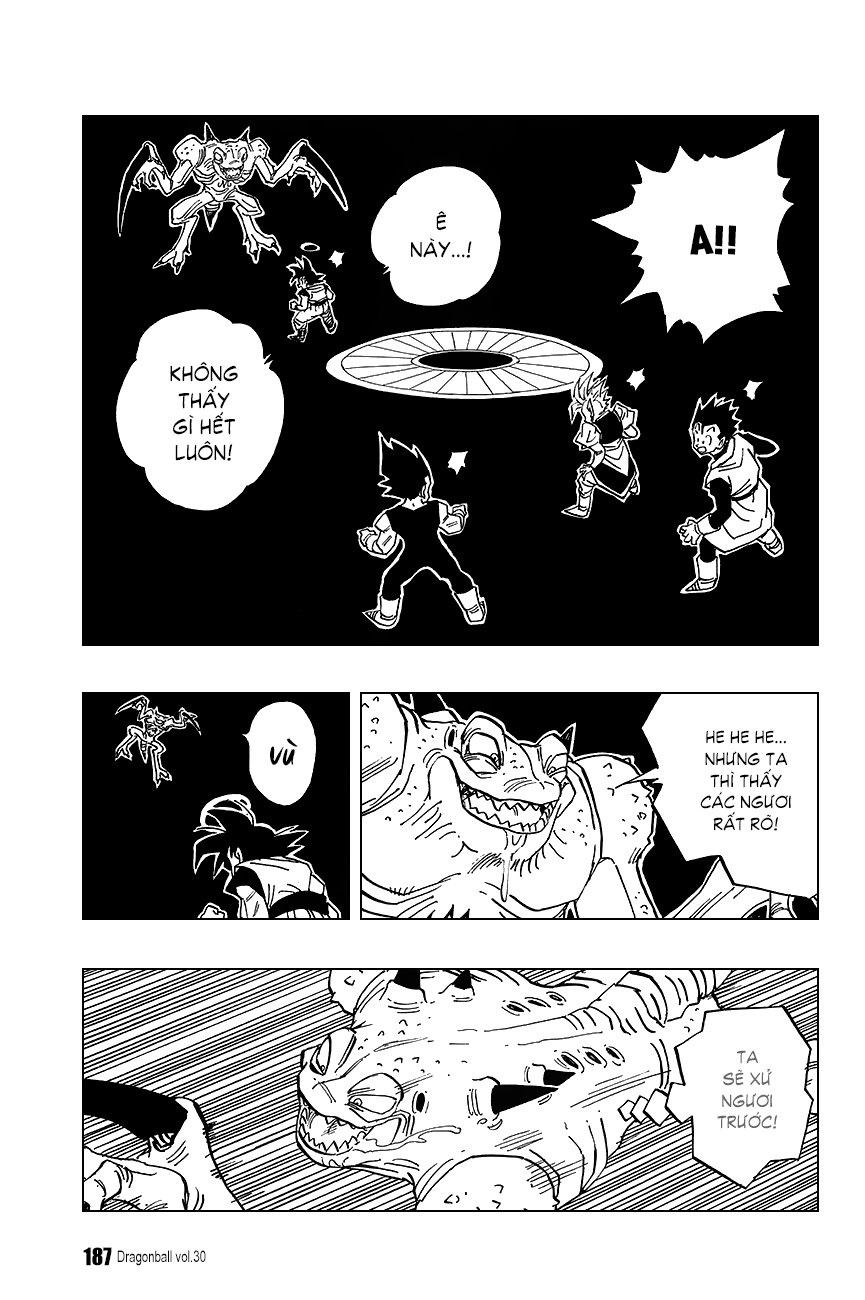 A!!
Ê
NÀY...!
KHÔNG
THẤY
GÌ HẾT
LUÔN!
HE HE HE...
NHƯNG TA
THÌ THẤY
CÁC NGƯƠI
RẤT RÕ!
VÙ
TA
SẼ XỬ
NGƯƠI
TRƯỚC!
187 Dragonball vol.30